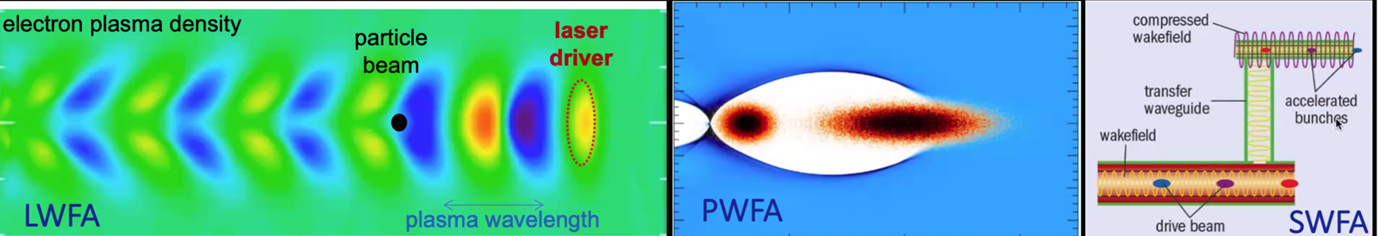 electron plasma density
particle
beam
laser
driver
LWFA
plasma wavelength
PWFA
compressed
wakefield
transfer
waveguide
accelerated
bunches
wakefield
drive beam
SWFA